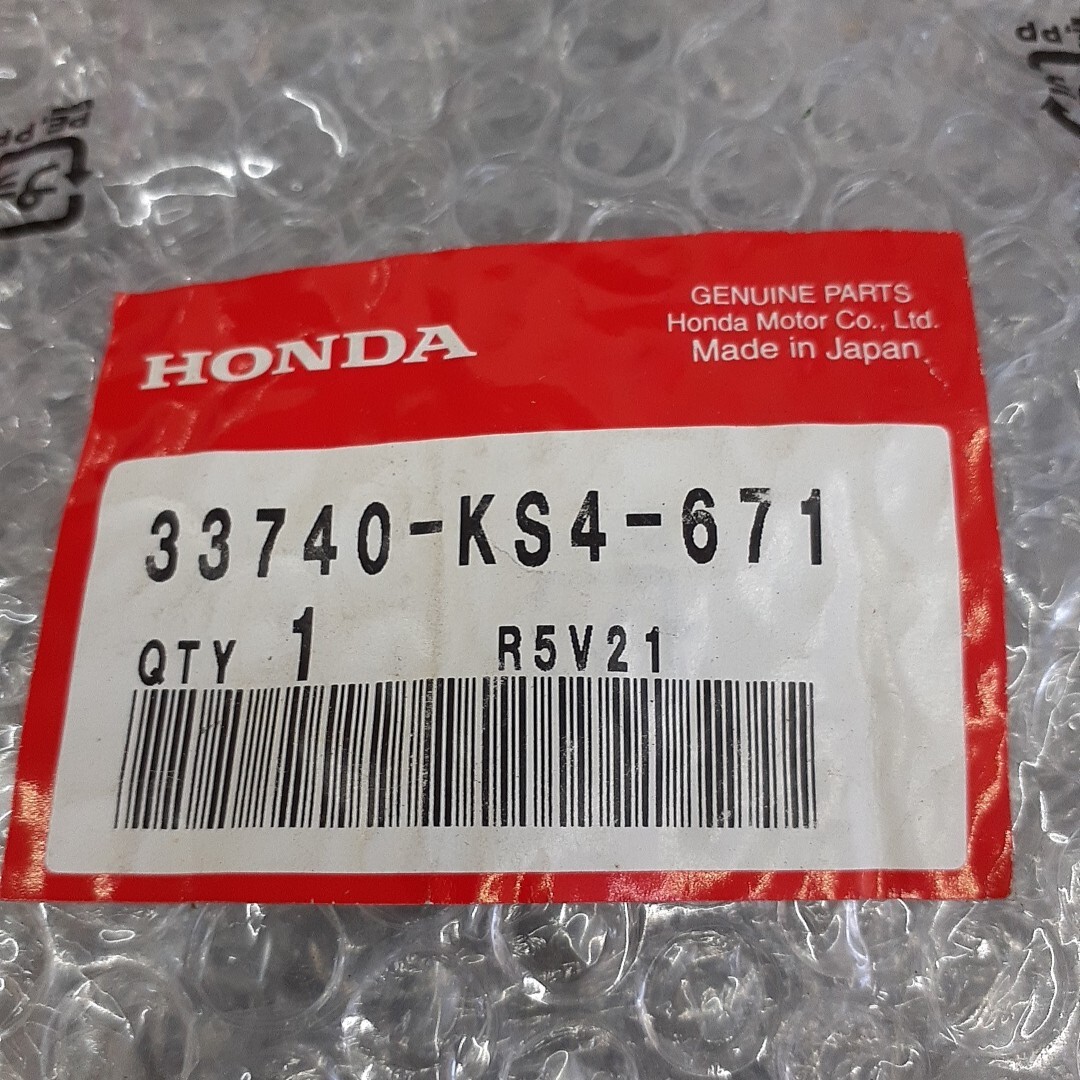 HONDA
GENUINE PARTS
Honda Motor Co., Ltd.
Made in Japan
33740-KS4-671
QTY 1 R5V21